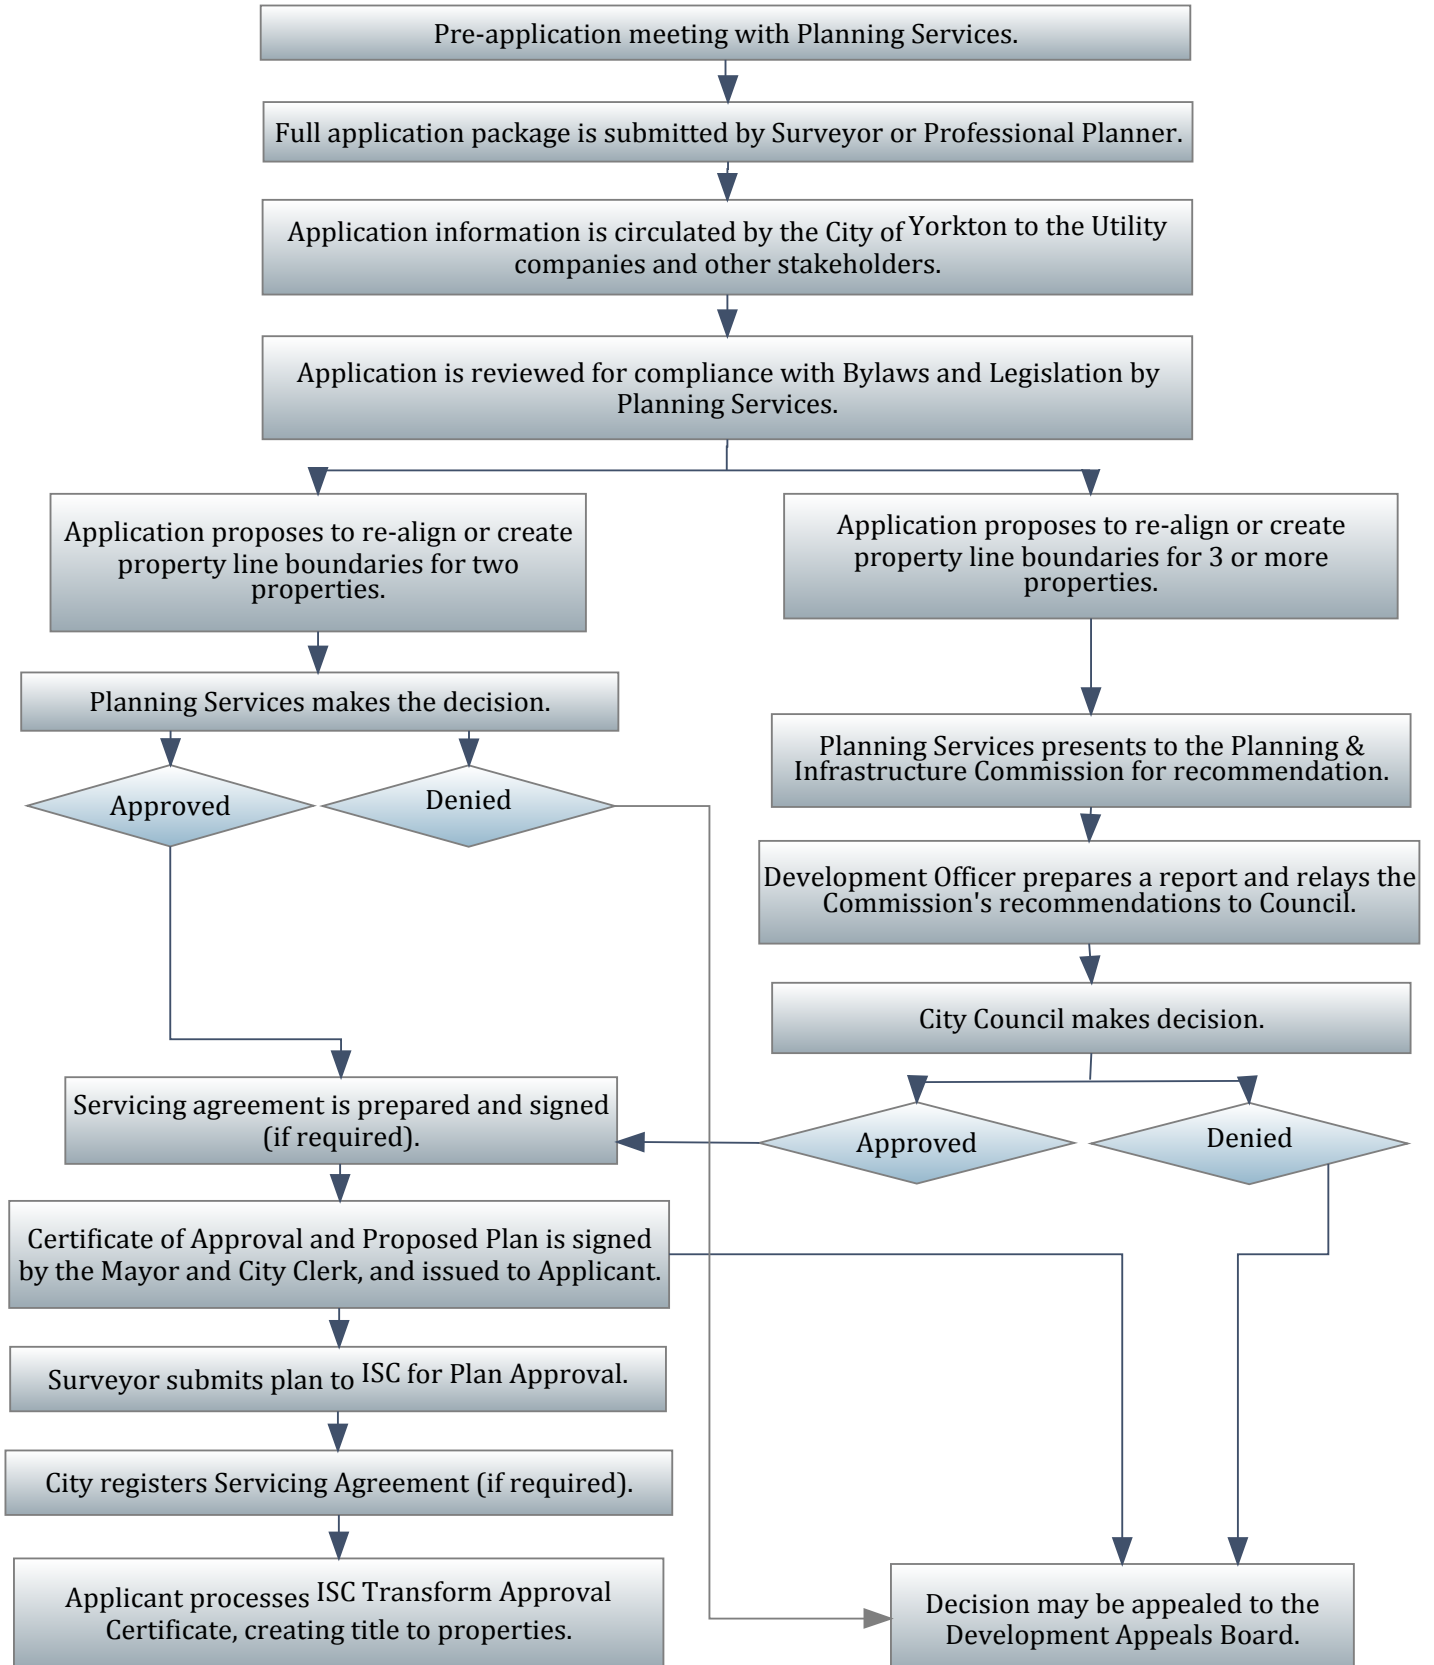 Pre-application meeting with Planning Services.
Full application package is submitted by Surveyor or Professional Planner.
Application information is circulated by the City of Yorkton to the Utility
companies and other stakeholders.
Application is reviewed for compliance with Bylaws and Legislation by
Planning Services.
Application proposes to re-align or create
property line boundaries for two
properties.
Application proposes to re-align or create
property line boundaries for 3 or more
properties.
Planning Services makes the decision.
Approved
Denied
Planning Services presents to the Planning &
Infrastructure Commission for recommendation.
Development Officer prepares a report and relays the
Commission's recommendations to Council.
City Council makes decision.
Approved
Denied
Servicing agreement is prepared and signed
(if required).
Certificate of Approval and Proposed Plan is signed
by the Mayor and City Clerk, and issued to Applicant.
Surveyor submits plan to ISC for Plan Approval.
City registers Servicing Agreement (if required).
Applicant processes ISC Transform Approval
Certificate, creating title to properties.
Decision may be appealed to the
Development Appeals Board.